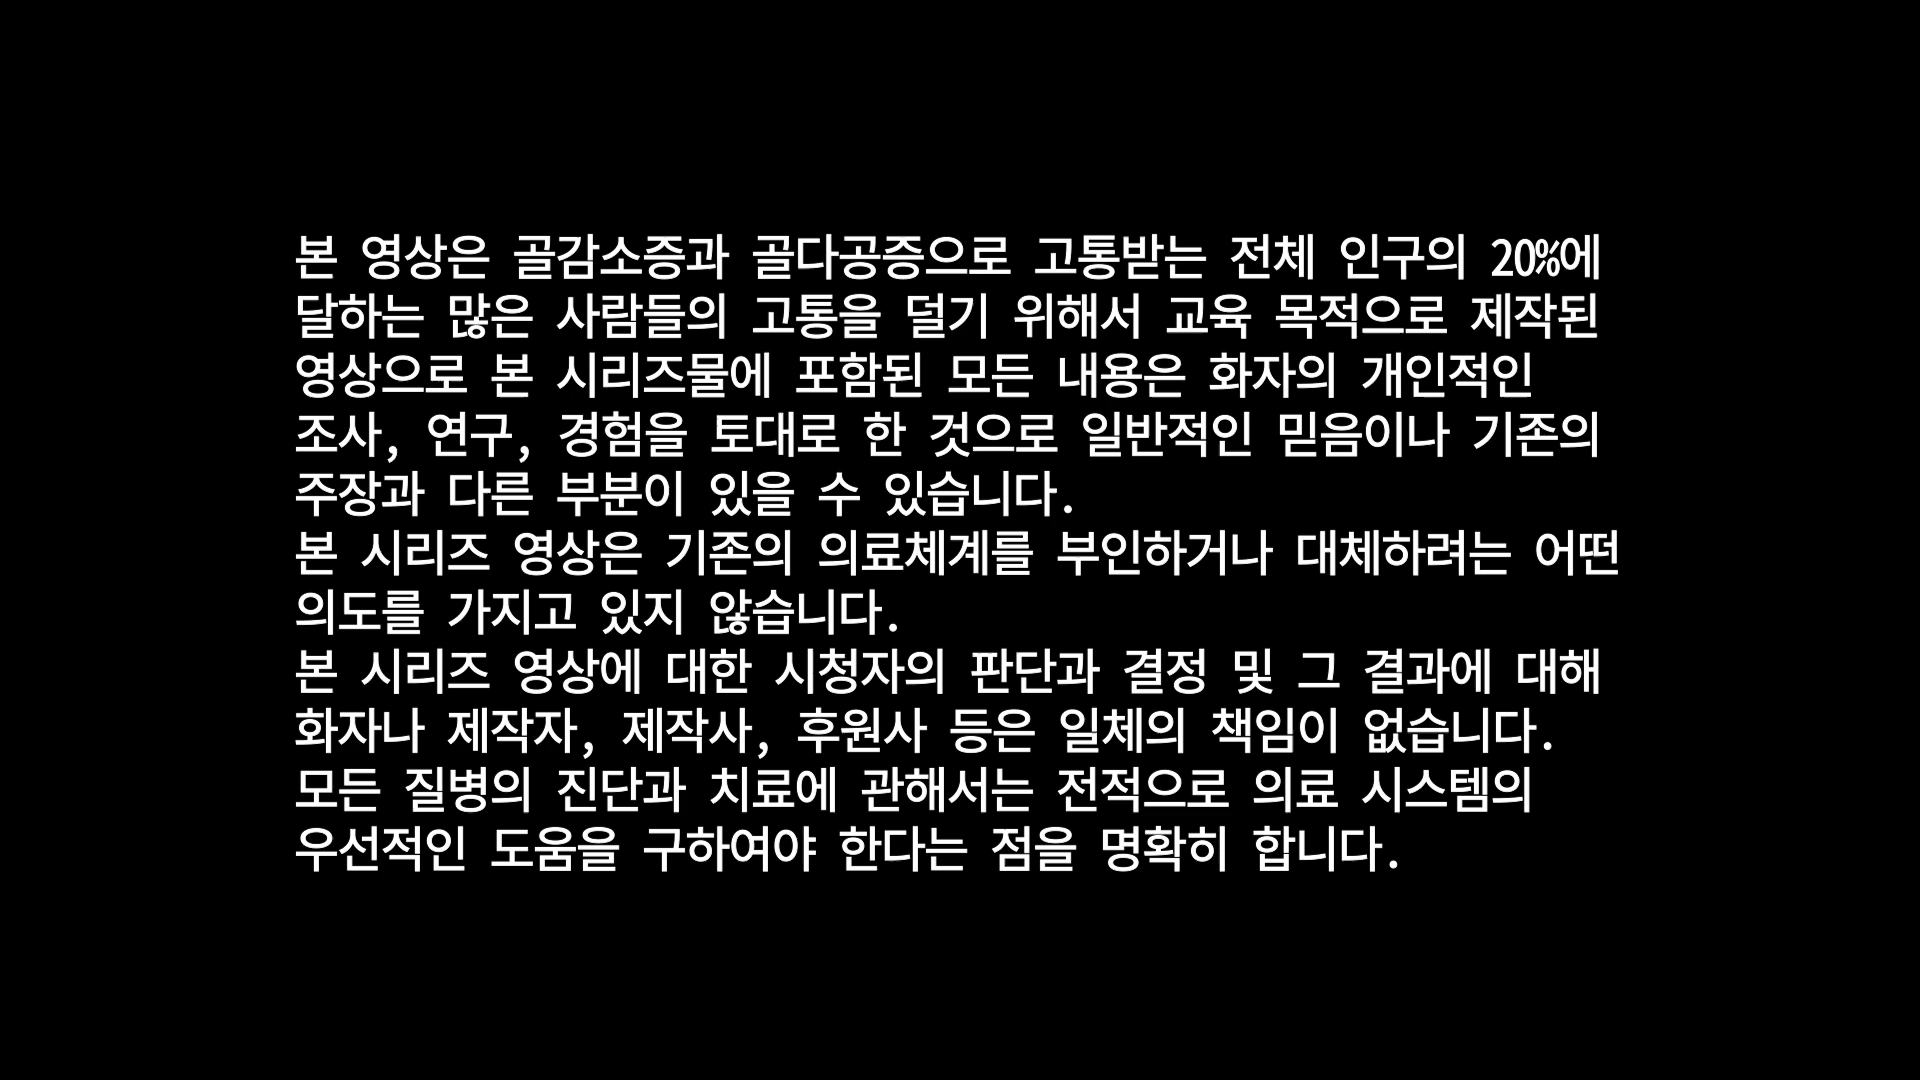 본 영상은 골감소증과 골다공증으로 고통받는 전체 인구의 20%에
달하는 많은 사람들의 고통을 덜기 위해서 교육 목적으로 제작된
영상으로 본 시리즈물에 포함된 모든 내용은 화자의 개인적인
조사, 연구, 경험을 토대로 한 것으로 일반적인 믿음이나 기존의
주장과 다른 부분이 있을 수 있습니다.
본 시리즈 영상은 기존의 의료체계를 부인하거나 대체하려는 어떤
의도를 가지고 있지 않습니다.
본 시리즈 영상에 대한 시청자의 판단과 결정 및 그 결과에 대해
화자나 제작자, 제작사, 후원사 등은 일체의 책임이 없습니다.
모든 질병의 진단과 치료에 관해서는 전적으로 의료 시스템의
우선적인 도움을 구하여야 한다는 점을 명확히 합니다.